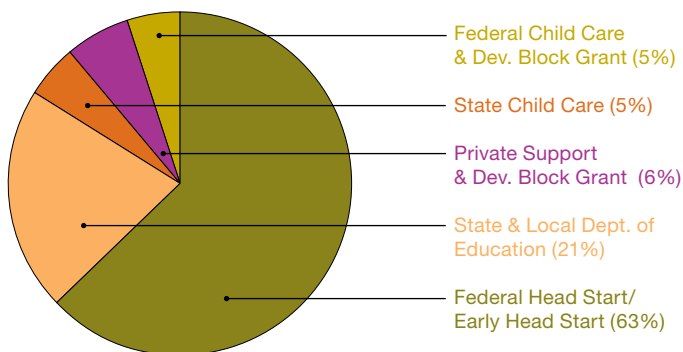 Federal Child Care
& Dev. Block Grant (5%)
State Child Care (5%)
Private Support
& Dev. Block Grant  (6%)
State & Local Dept. of
Education (21%)
Federal Head Start/
Early Head Start (63%)